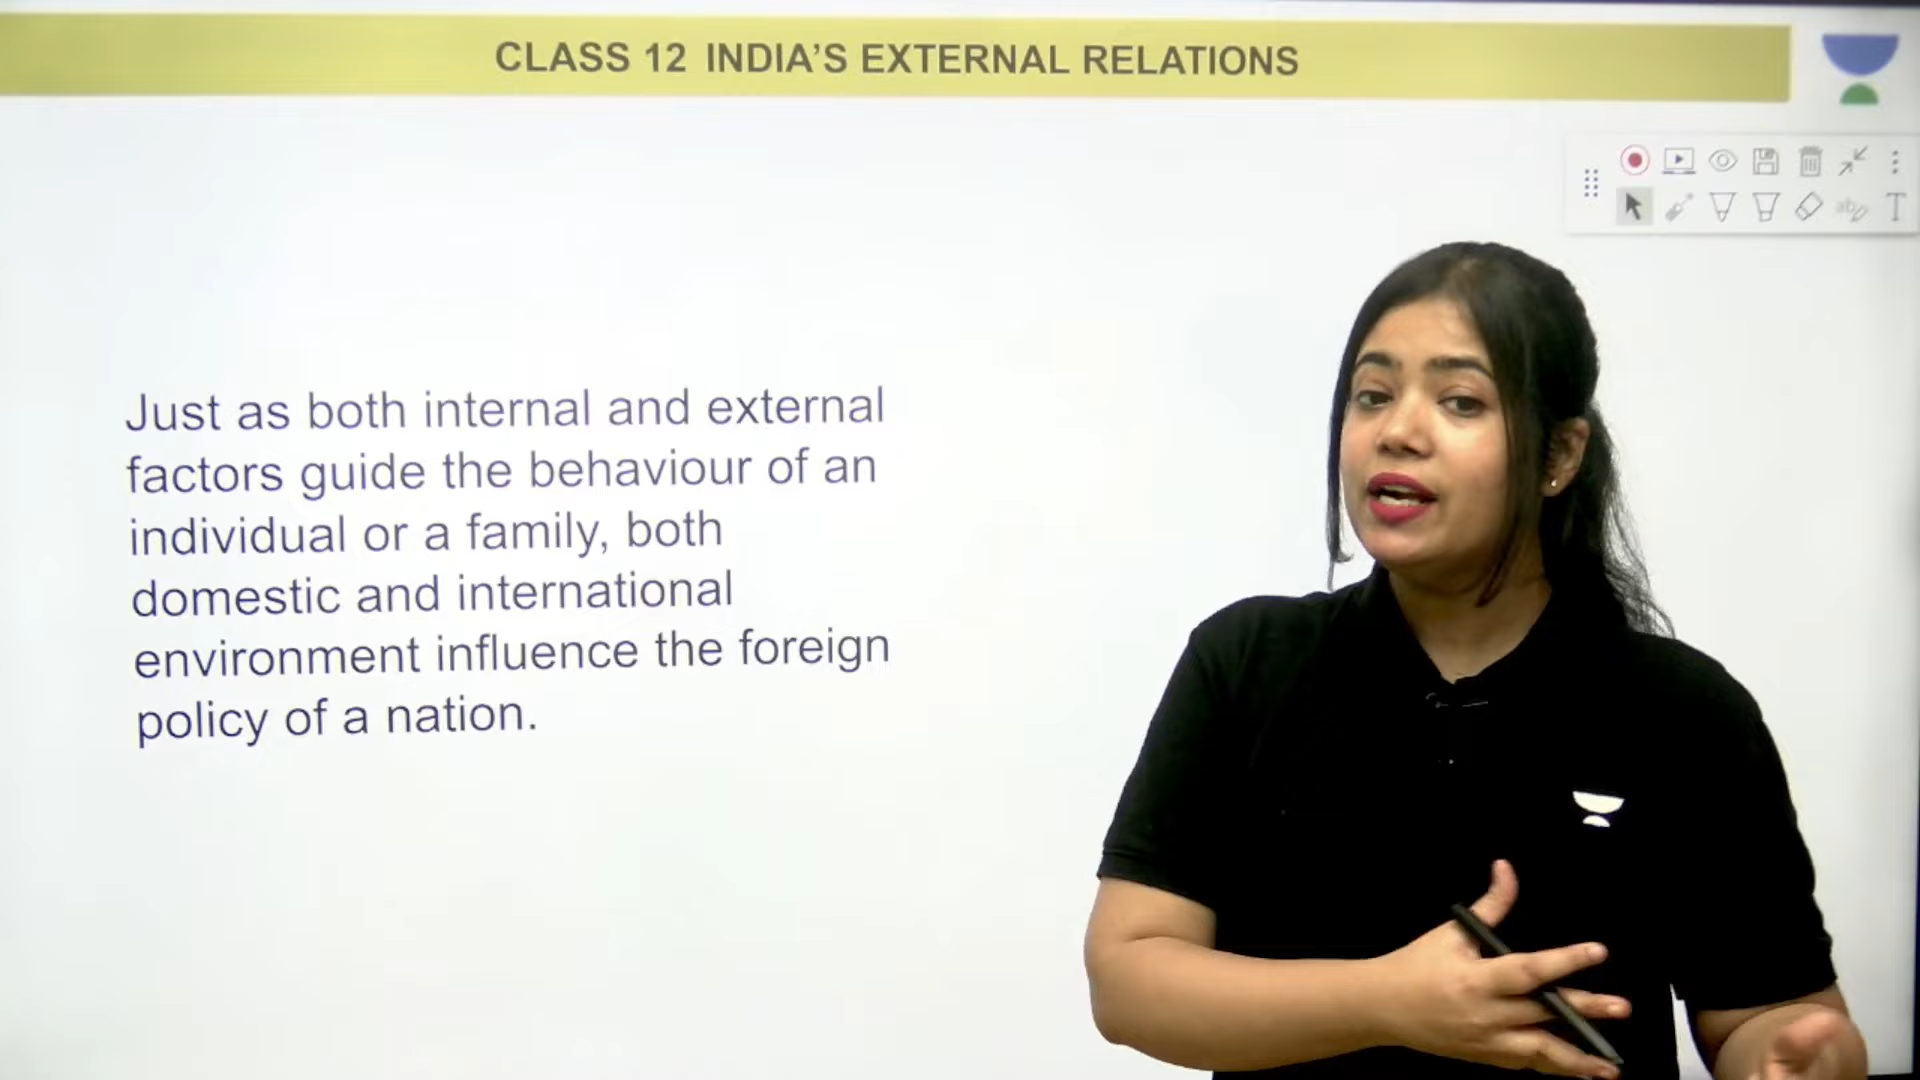 CLASS 12 INDIA'S EXTERNAL RELATIONS
Just as both internal and external
factors guide the behaviour of an
individual or a family, both
domestic and international
environment influence the foreign
policy of a nation.
ab
T